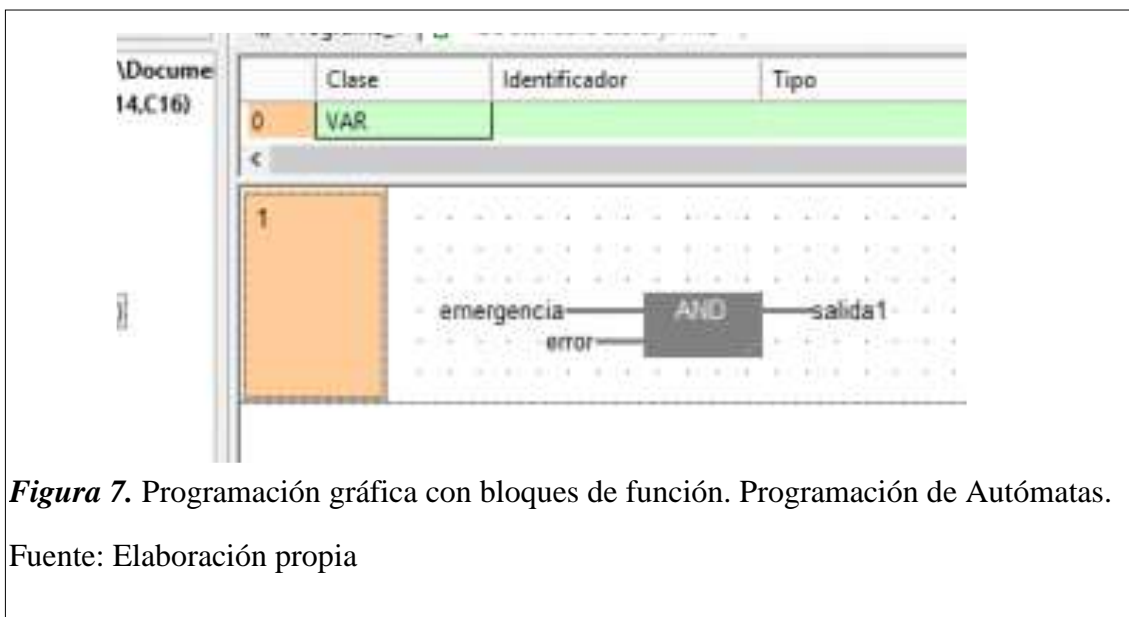 \Docume
14,C16)
Clase Identificador Tipo
0 VAR
1
emergencia AND salida1
error
Figura 7. Programación gráfica con bloques de función. Programación de Autómatas.
Fuente: Elaboración propia